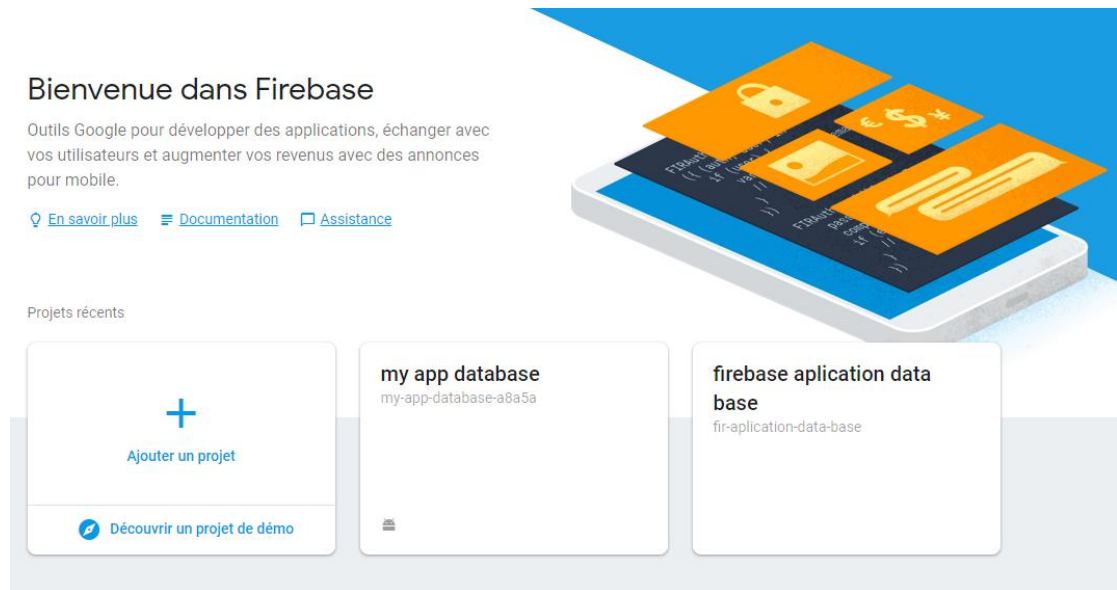 Bienvenue dans Firebase
Outils Google pour développer des applications, échanger avec
vos utilisateurs et augmenter vos revenus avec des annonces
pour mobile.
En savoir plus Documentation Assistance
Projets récents
Ajouter un projet
Découvrir un projet de démo
my app database
my-app-database-a8a5a
firebase aplication data
base
fir-aplication-data-base